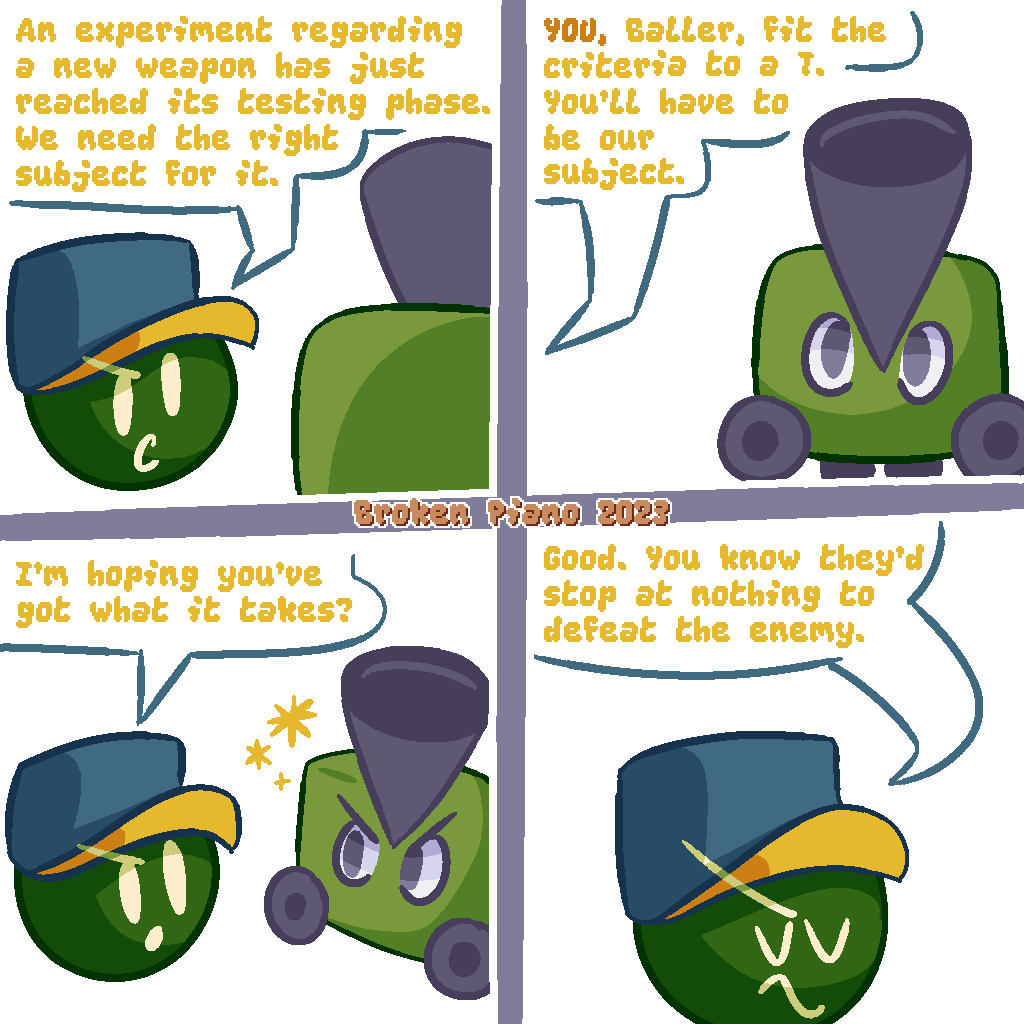 An experiment regarding
a new weapon has just
reached its testing phase.
We need the right
subject for it.
YOU, Baller, fit the
criteria to a T.
You'll have to
be our
subject.
Broken Piano 2023
I'm hoping you've
got what it takes?
Good. You know they'd
stop at nothing to
defeat the enemy.